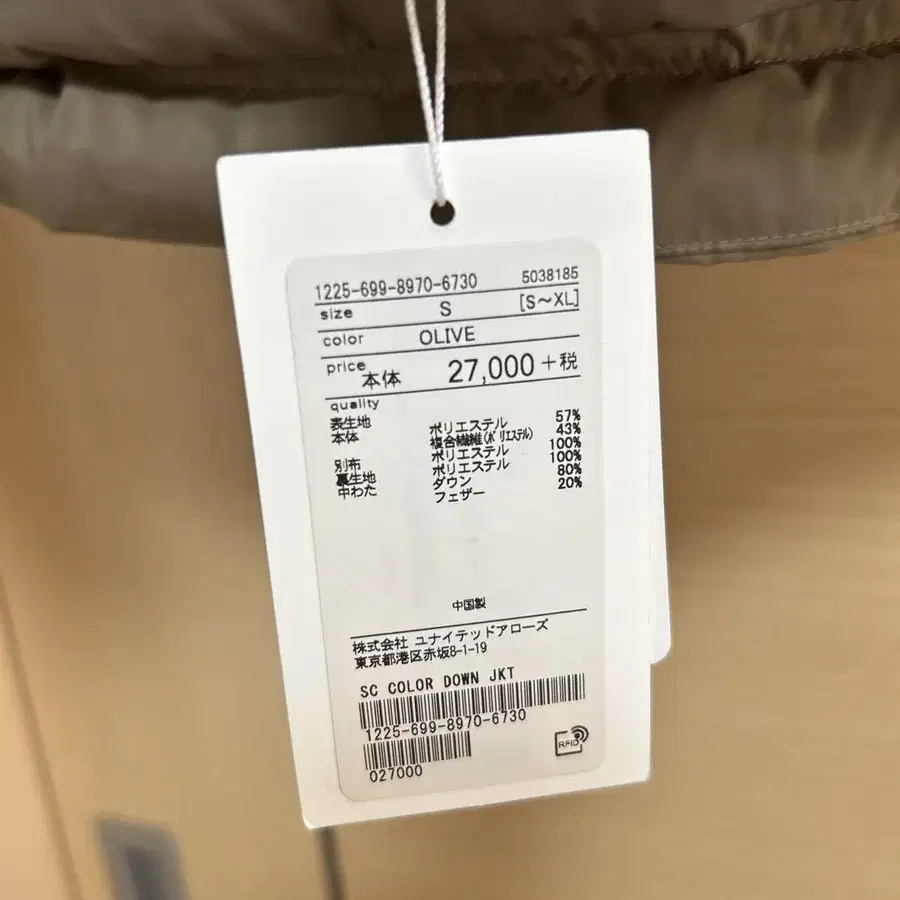 1225-699-8970-6730 5038185
size S [S～XL]
color OLIVE
price 本体 27,000 +税
quality
表生地 ポリエステル 57%
本体 複合繊維(ポリエステル) 43%
ポリエステル 100%
別布 ポリエステル 100%
裏生地 ダウン 80%
中わた フェザー 20%
中国製
株式会社 ユナイテッドアローズ
東京都港区赤坂8-1-19
SC COLOR DOWN JKT
1225-699-8970-6730
027000
RFID